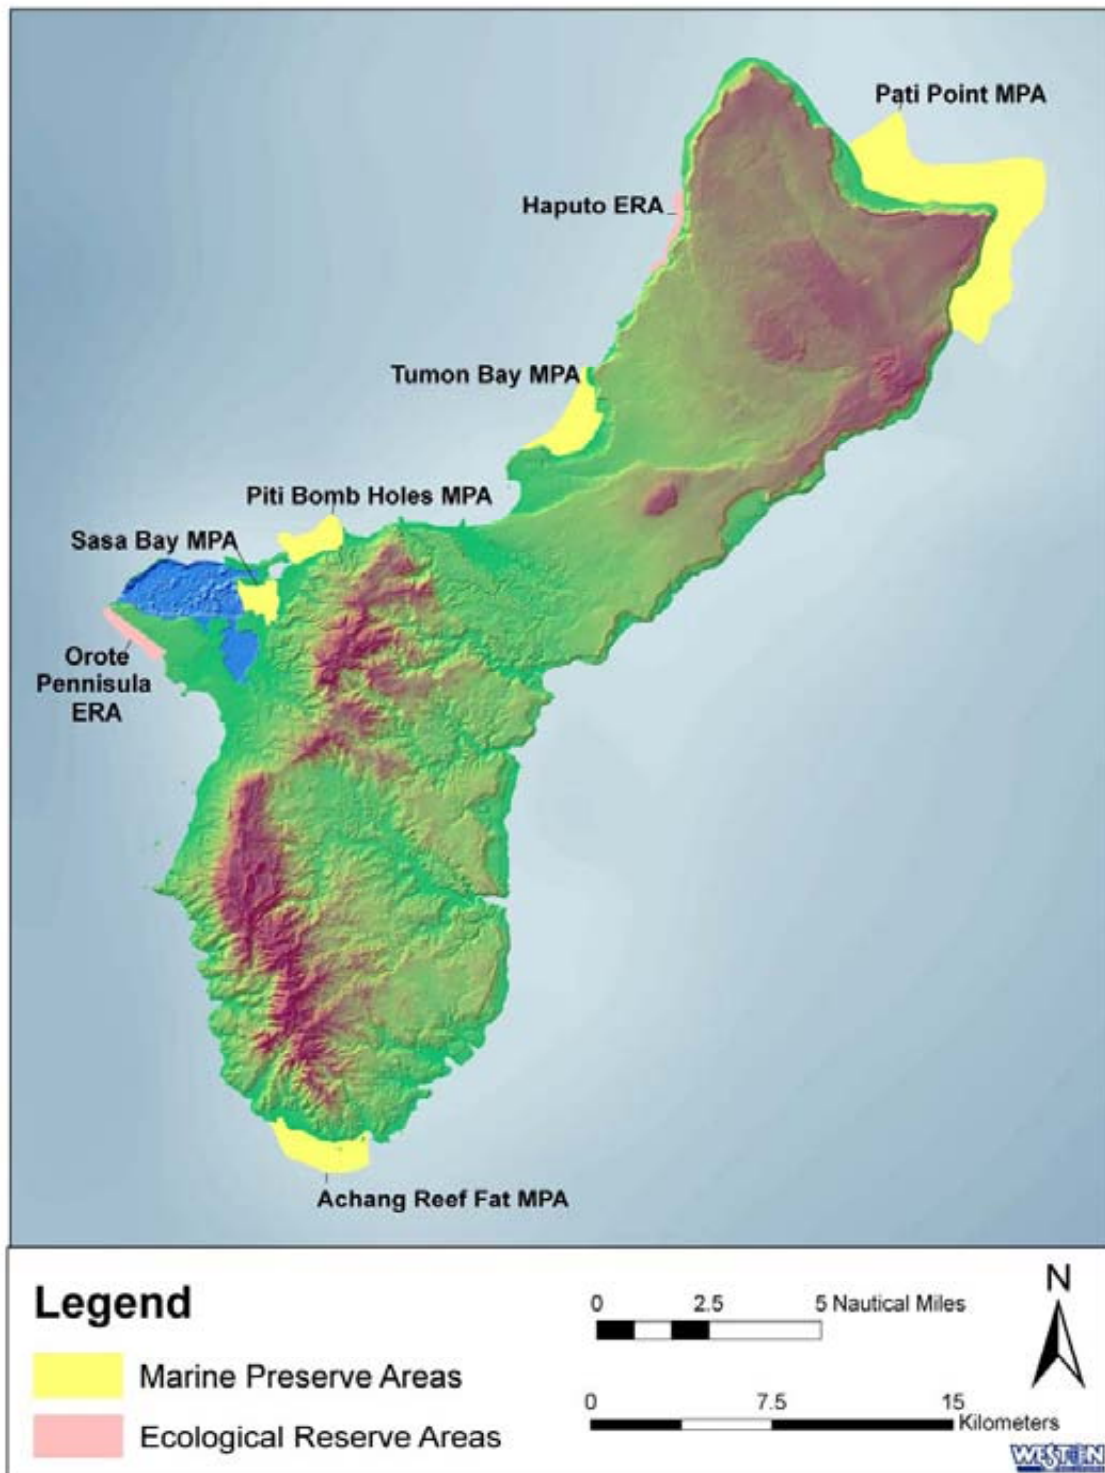 Pati Point MPA
Haputo ERA
Tumon Bay MPA
Piti Bomb Holes MPA
Sasa Bay MPA
Orote
Pennisula
ERA
Achang Reef Fat MPA
Legend
Marine Preserve Areas
Ecological Reserve Areas
0 2.5 5 Nautical Miles
0 7.5 15
Kilometers
N
WESTON